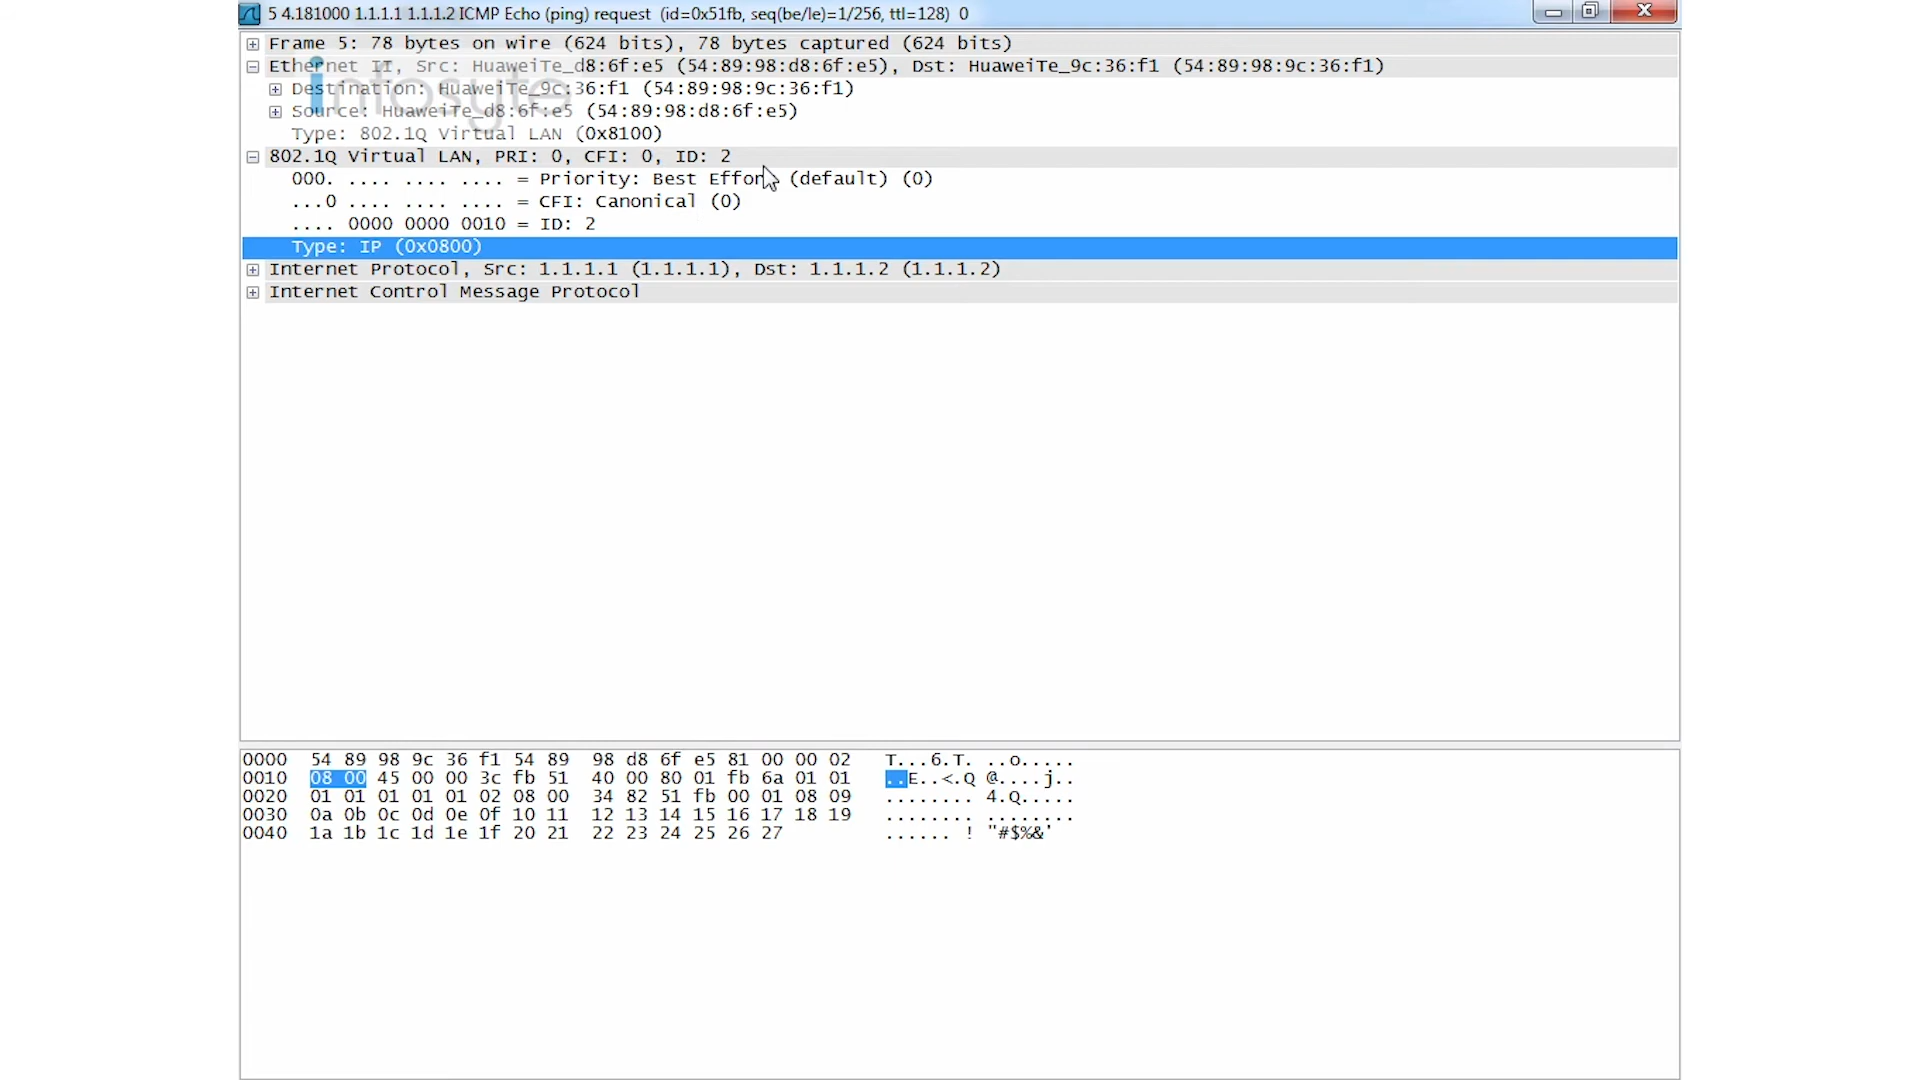 5 4.181000 1.1.1.1 1.1.1.2 ICMP Echo (ping) request (id=0x51fb, seq(be/le)=1/256, ttl=128) 0
Frame 5: 78 bytes on wire (624 bits), 78 bytes captured (624 bits)
Ethernet II, Src: HuaweiTe_d8:6f:e5 (54:89:98:d8:6f:e5), Dst: HuaweiTe_9c:36:f1 (54:89:98:9c:36:f1)
Destination: HuaweiTe_9c:36:f1 (54:89:98:9c:36:f1)
infosyte
Source: HuaweiTe_d8:6f:e5 (54:89:98:d8:6f:e5)
Type: 802.1Q Virtual LAN (0x8100)
802.1Q Virtual LAN, PRI: 0, CFI: 0, ID: 2
000. .... .... .... = Priority: Best Effort (default) (0)
...0 .... .... .... = CFI: Canonical (0)
.... 0000 0000 0010 = ID: 2
Type: IP (0x0800)
Internet Protocol, Src: 1.1.1.1 (1.1.1.1), Dst: 1.1.1.2 (1.1.1.2)
Internet Control Message Protocol
0000 54 89 98 9c 36 f1 54 89 98 d8 6f e5 81 00 00 02 T...6.T. ..o.....
0010 08 00 45 00 00 3c fb 51 40 00 80 01 fb 6a 01 01 ..E..<.Q @....j..
0020 01 01 01 01 01 02 08 00 34 82 51 fb 00 01 08 09 ........ 4.Q.....
0030 0a 0b 0c 0d 0e 0f 10 11 12 13 14 15 16 17 18 19 ........ ........
0040 1a 1b 1c 1d 1e 1f 20 21 22 23 24 25 26 27 ...... ! "#$%&'